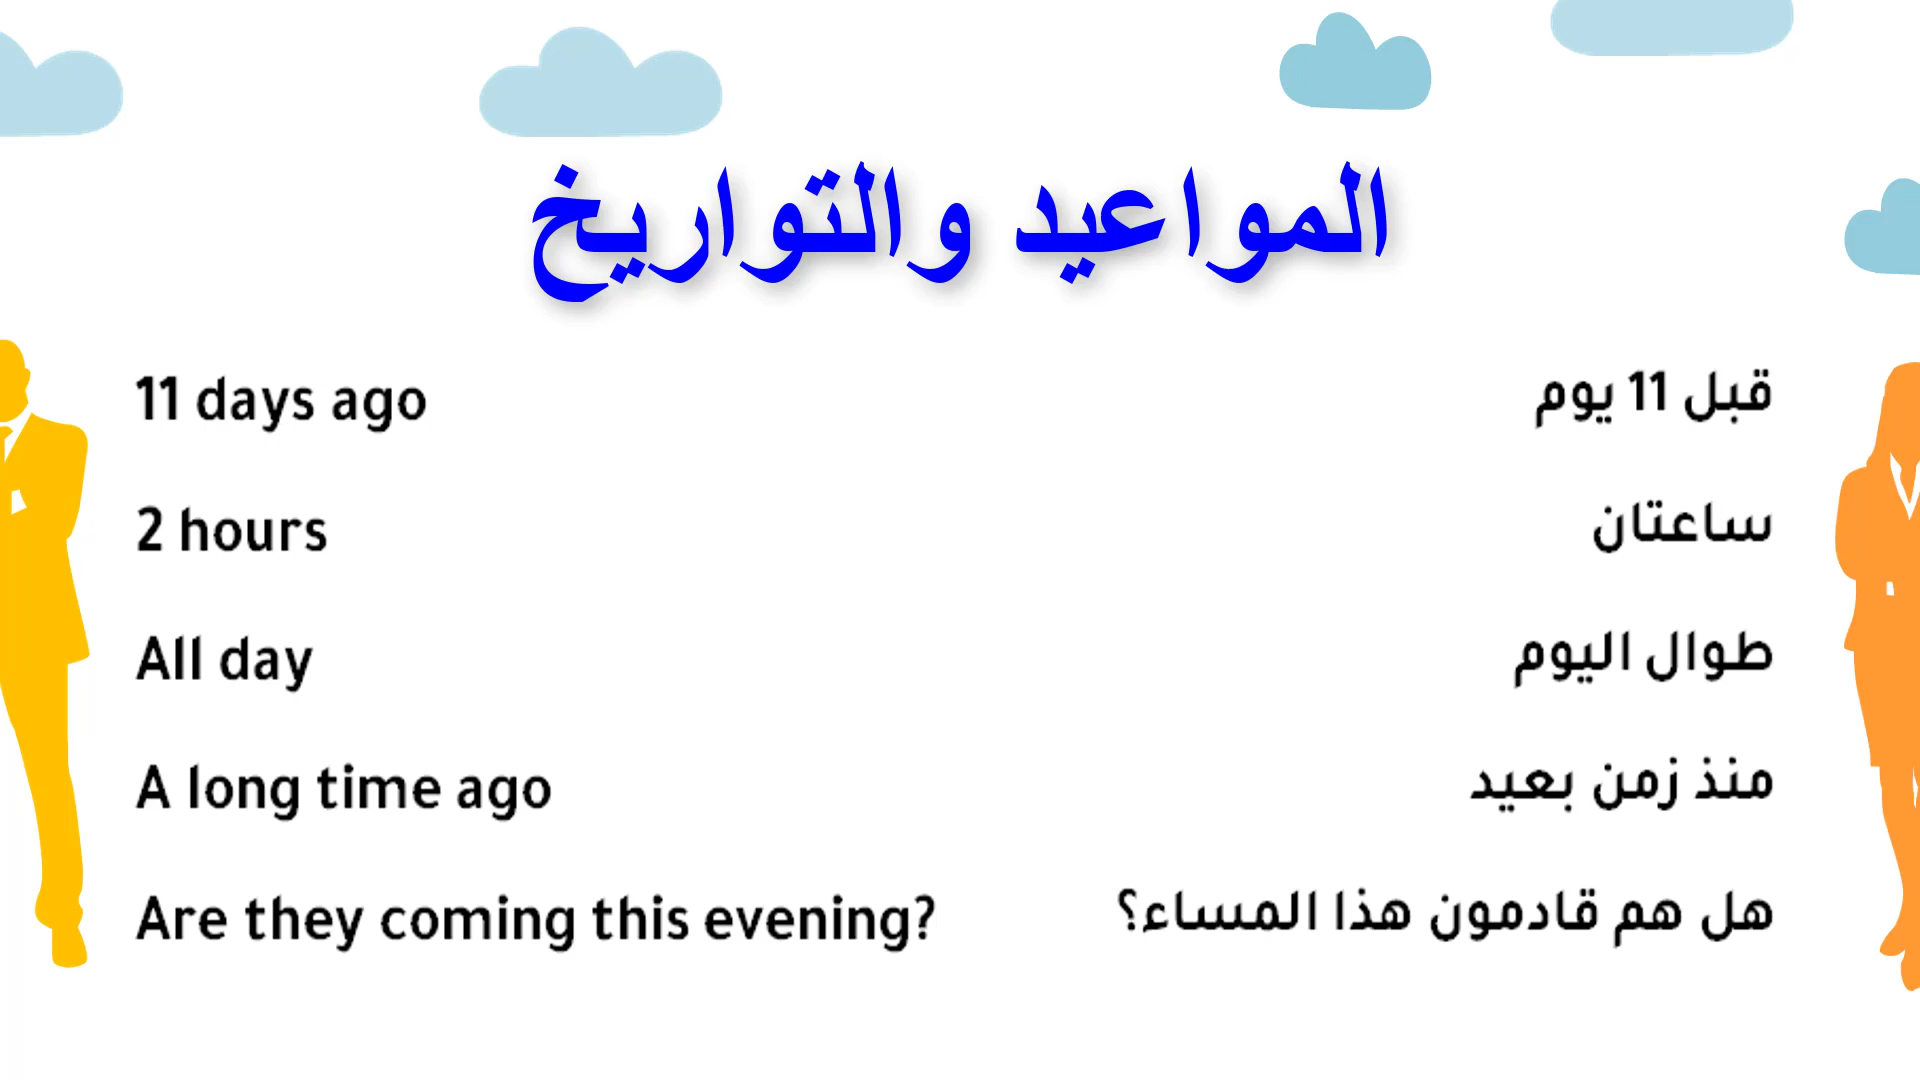 المواعيد والتواريخ
11 days ago
قبل 11 يوم
2 hours
ساعتان
All day
طوال اليوم
A long time ago
منذ زمن بعيد
Are they coming this evening?
هل هم قادمون هذا المساء؟